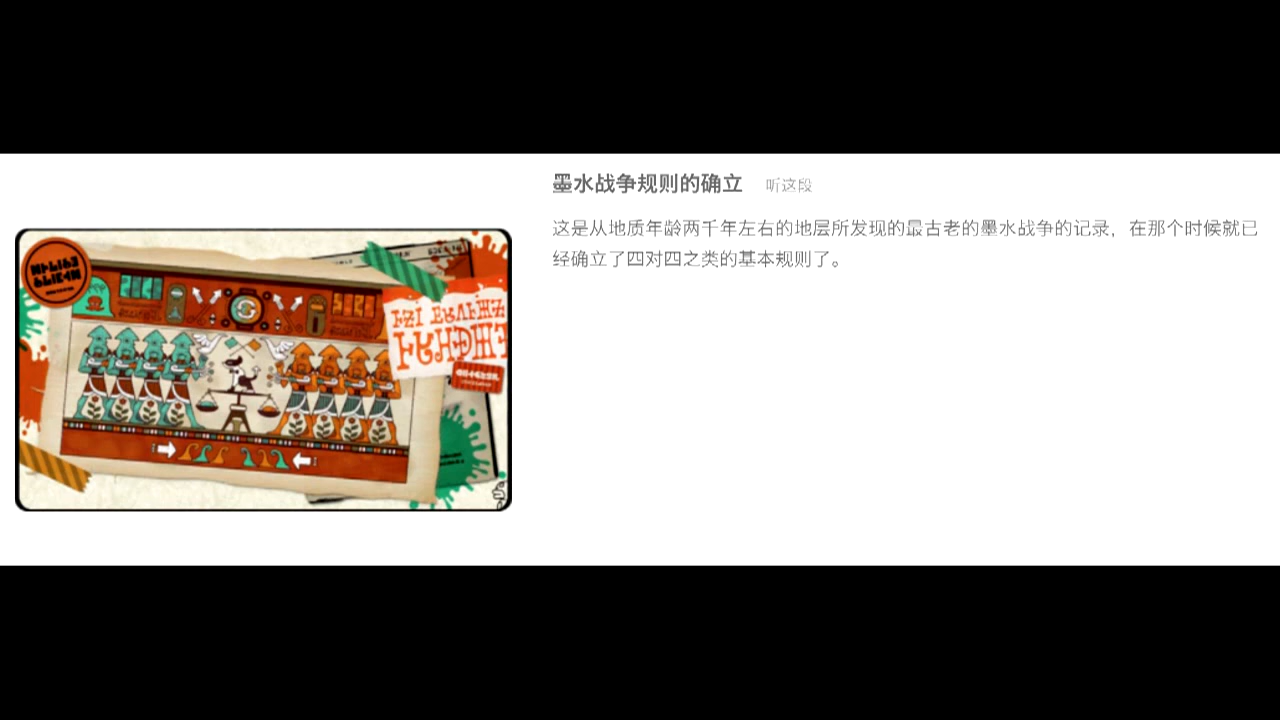 墨水战争规则的确立 听这段
这是从地质年龄两千年左右的地层所发现的最古老的墨水战争的记录，在那个时候就已
经确立了四对四之类的基本规则了。